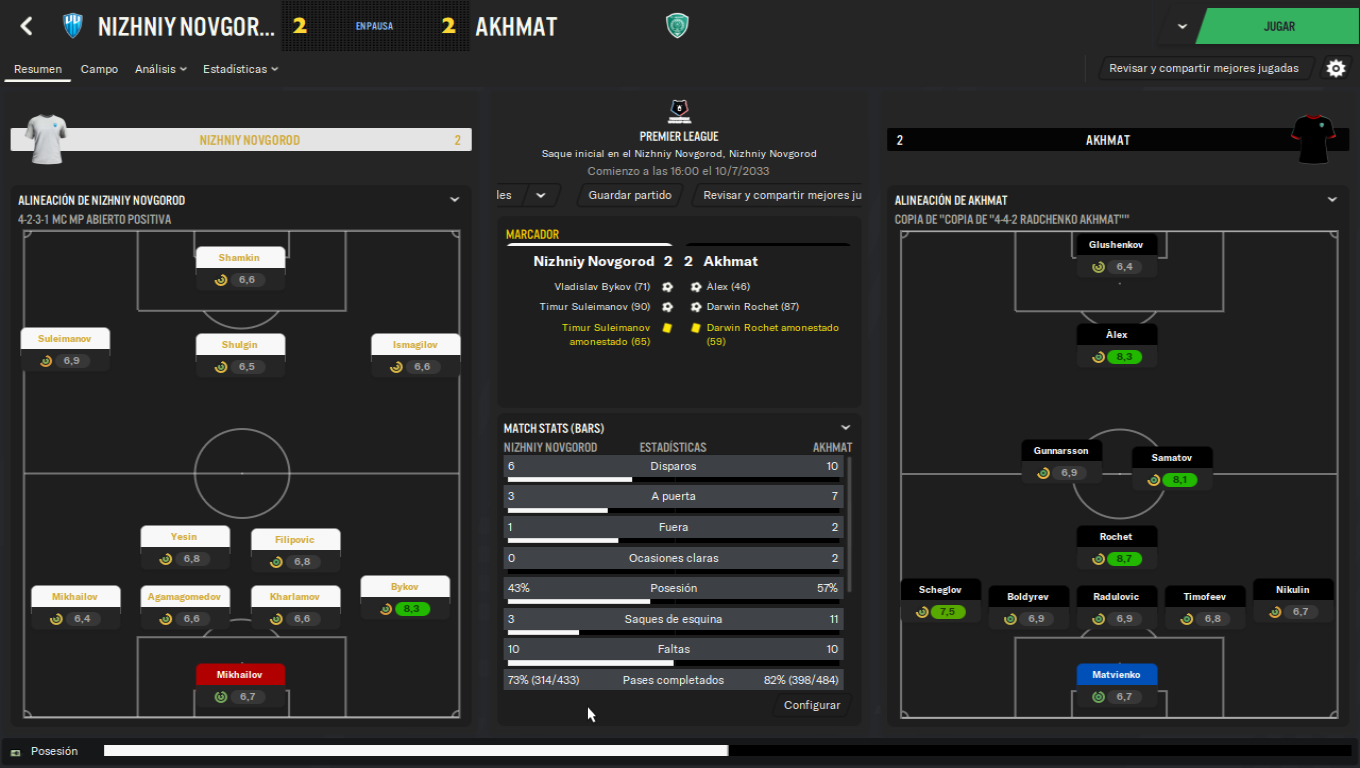 NIZHNIY NOVGOR...
2
EN PAUSA
2
AKHMAT
JUGAR
Resumen
Campo
Análisis
Estadísticas
Revisar y compartir mejores jugadas
NIZHNIY NOVGOROD
2
ALINEACIÓN DE NIZHNIY NOVGOROD
4-2-3-1 MC MP ABIERTO POSITIVA
Shamkin
6,6
Suleimanov
6,9
Shulgin
6,5
Ismagilov
6,6
Yesin
6,8
Filipovic
6,8
Mikhailov
6,4
Agamagomedov
6,6
Kharlamov
6,6
Bykov
8,3
Mikhailov
6,7
PREMIER LEAGUE
Saque inicial en el Nizhniy Novgorod, Nizhniy Novgorod
Comienzo a las 16:00 el 10/7/2033
les
Guardar partido
Revisar y compartir mejores ju
MARCADOR
Nizhniy Novgorod 2 2 Akhmat
Vladislav Bykov (71)
Àlex (46)
Timur Suleimanov (90)
Darwin Rochet (87)
Timur Suleimanov
amonestado (65)
Darwin Rochet amonestado
(59)
MATCH STATS (BARS)
NIZHNIY NOVGOROD ESTADÍSTICAS AKHMAT
6 Disparos 10
3 A puerta 7
1 Fuera 2
0 Ocasiones claras 2
43% Posesión 57%
3 Saques de esquina 11
10 Faltas 10
73% (314/433) Pases completados 82% (398/484)
Configurar
2
AKHMAT
ALINEACIÓN DE AKHMAT
COPIA DE "COPIA DE "4-4-2 RADCHENKO AKHMAT""
Glushenkov
6,4
Àlex
8,3
Gunnarsson
6,9
Samatov
8,1
Rochet
8,7
Scheglov
7,5
Boldyrev
6,9
Radulovic
6,9
Timofeev
6,8
Nikulin
6,7
Matvienko
6,7
Posesión